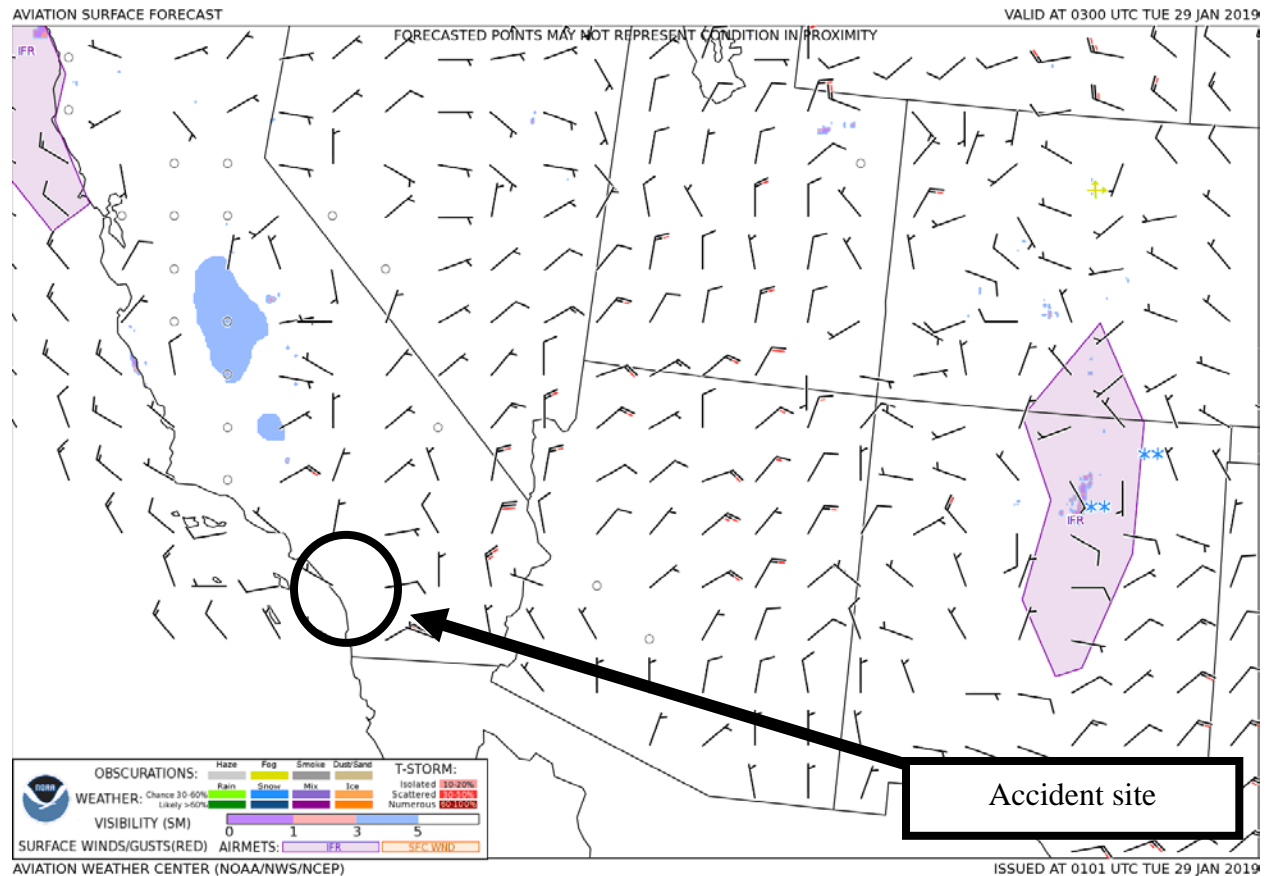 AVIATION SURFACE FORECAST
VALID AT 0300 UTC TUE 29 JAN 2019
FORECASTED POINTS MAY NOT REPRESENT CONDITION IN PROXIMITY
IFR
IFR
Accident site
NOAA
OBSCURATIONS:
Haze Fog Smoke Dust/Sand
WEATHER:
Rain Snow Mix Ice
Chance 30-60%
Likely >60%
T-STORM:
Isolated 10-20%
Scattered 30-50%
Numerous 60-100%
VISIBILITY (SM)
0 1 3 5
SURFACE WINDS/GUSTS(RED) AIRMETS: IFR SFC WND
AVIATION WEATHER CENTER (NOAA/NWS/NCEP)
ISSUED AT 0101 UTC TUE 29 JAN 2019